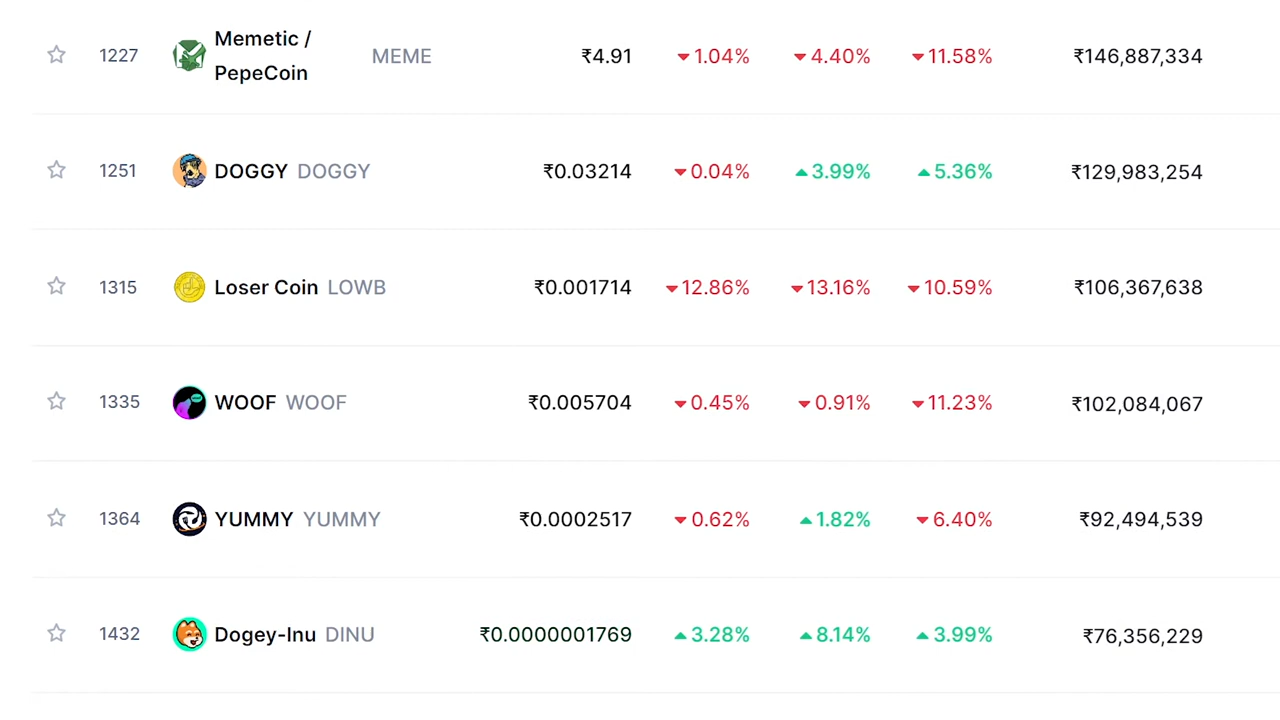 1227 Memetic / PepeCoin MEME ₹4.91 1.04% 4.40% 11.58% ₹146,887,334
1251 DOGGY DOGGY ₹0.03214 0.04% 3.99% 5.36% ₹129,983,254
1315 Loser Coin LOWB ₹0.001714 12.86% 13.16% 10.59% ₹106,367,638
1335 WOOF WOOF ₹0.005704 0.45% 0.91% 11.23% ₹102,084,067
1364 YUMMY YUMMY ₹0.0002517 0.62% 1.82% 6.40% ₹92,494,539
1432 Dogey-Inu DINU ₹0.0000001769 3.28% 8.14% 3.99% ₹76,356,229